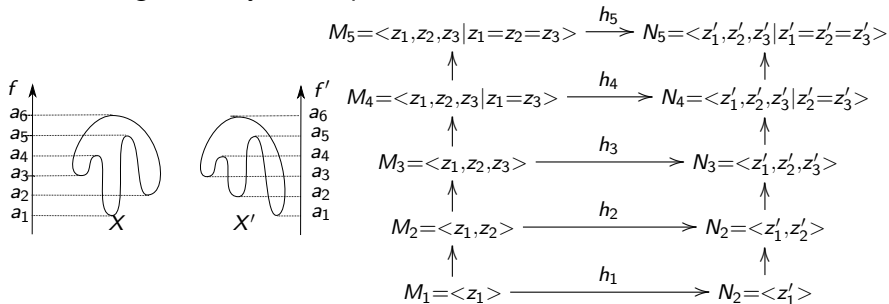 M₅=<z₁,z₂,z₃|z₁=z₂=z₃> h₅ N₅=<z′₁,z′₂,z′₃|z′₁=z′₂=z′₃>
f f′
M₄=<z₁,z₂,z₃|z₁=z₃> h₄ N₄=<z′₁,z′₂,z′₃|z′₂=z′₃>
a₆ a₆
a₅ a₅
a₄ a₄
a₃ a₃
M₃=<z₁,z₂,z₃> h₃ N₃=<z′₁,z′₂,z′₃>
a₂ a₂
a₁ a₁
X X′
M₂=<z₁,z₂> h₂ N₂=<z′₁,z′₂>
M₁=<z₁> h₁ N₂=<z′₁>